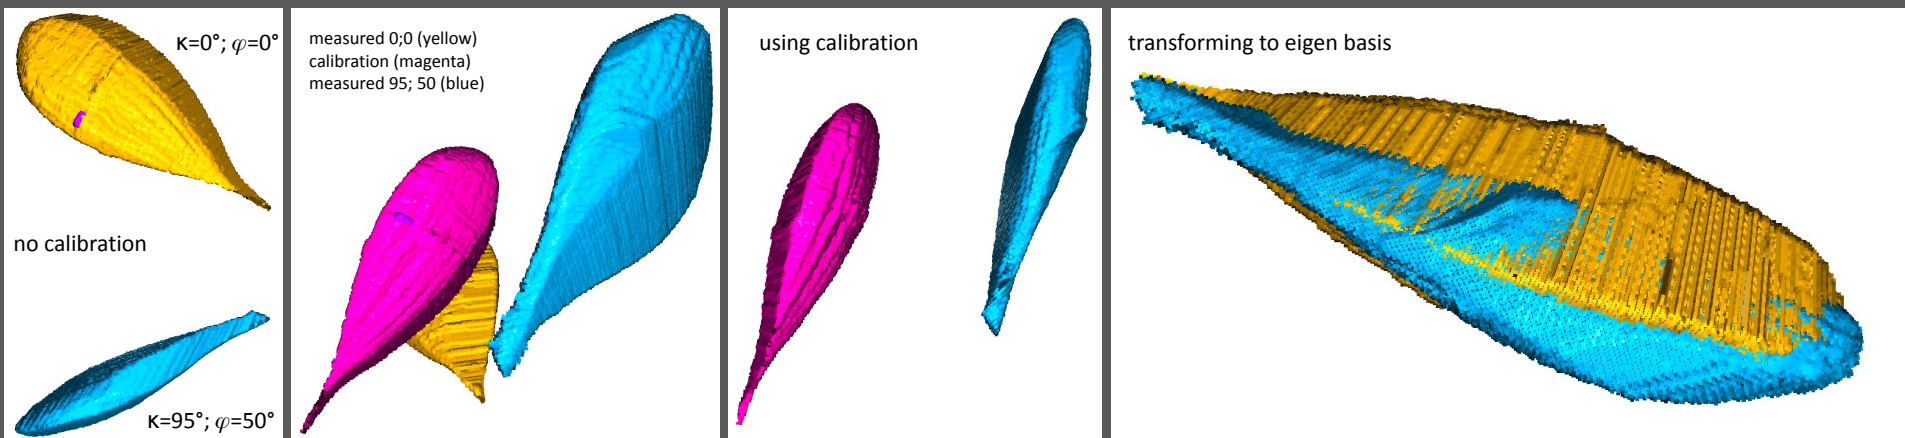 κ=0°; φ=0°
no calibration
κ=95°; φ=50°
measured 0;0 (yellow)
calibration (magenta)
measured 95; 50 (blue)
using calibration
transforming to eigen basis